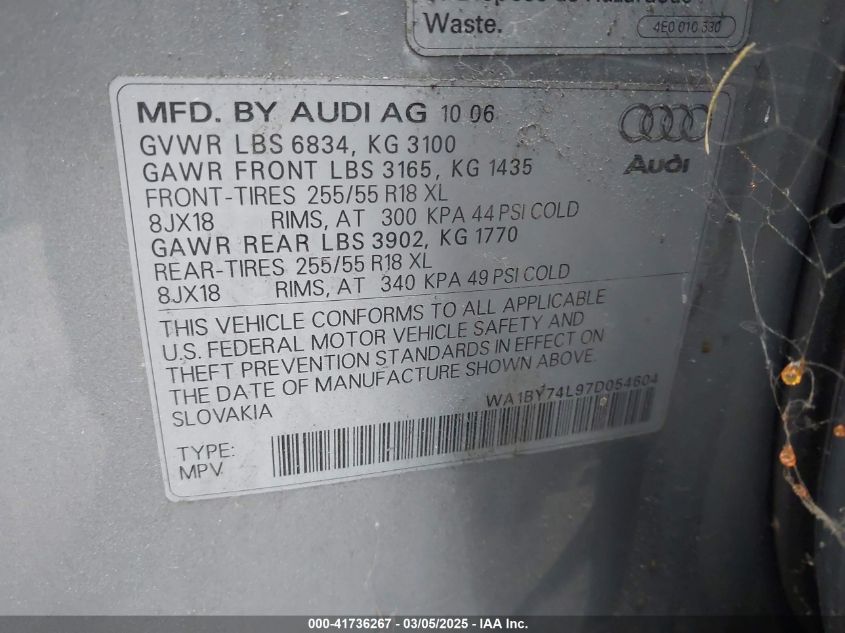 Waste.
4E0 010 330
MFD. BY AUDI AG 10 06
GVWR LBS 6834, KG 3100
GAWR FRONT LBS 3165, KG 1435
FRONT-TIRES 255/55 R18 XL
8JX18 RIMS, AT 300 KPA 44 PSI COLD
GAWR REAR LBS 3902, KG 1770
REAR-TIRES 255/55 R18 XL
8JX18 RIMS, AT 340 KPA 49 PSI COLD
Audi
THIS VEHICLE CONFORMS TO ALL APPLICABLE
U.S. FEDERAL MOTOR VEHICLE SAFETY AND
THEFT PREVENTION STANDARDS IN EFFECT ON
THE DATE OF MANUFACTURE SHOWN ABOVE.
SLOVAKIA
WA1BY74L97D054604
TYPE:
MPV
000-41736267 - 03/05/2025 - IAA Inc.